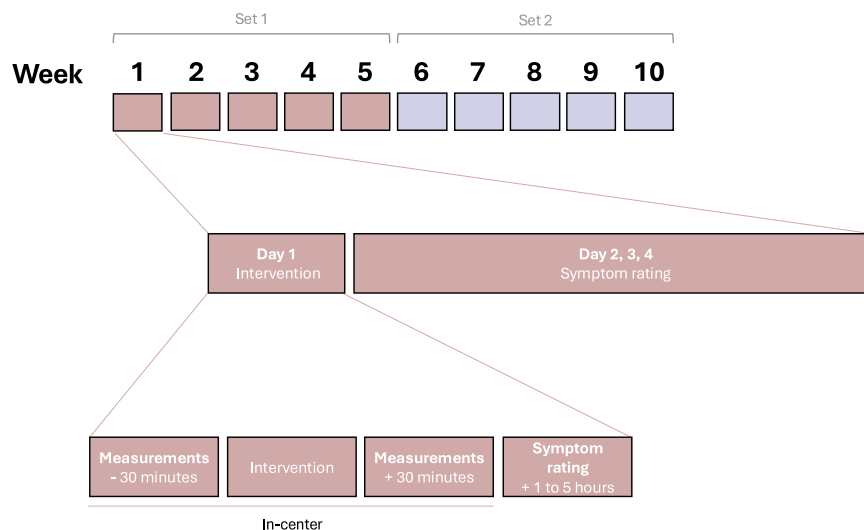 Set 1
Set 2
Week 1 2 3 4 5 6 7 8 9 10
Day 1
Intervention
Day 2, 3, 4
Symptom rating
Measurements
- 30 minutes
Intervention
Measurements
+ 30 minutes
Symptom
rating
+ 1 to 5 hours
In-center